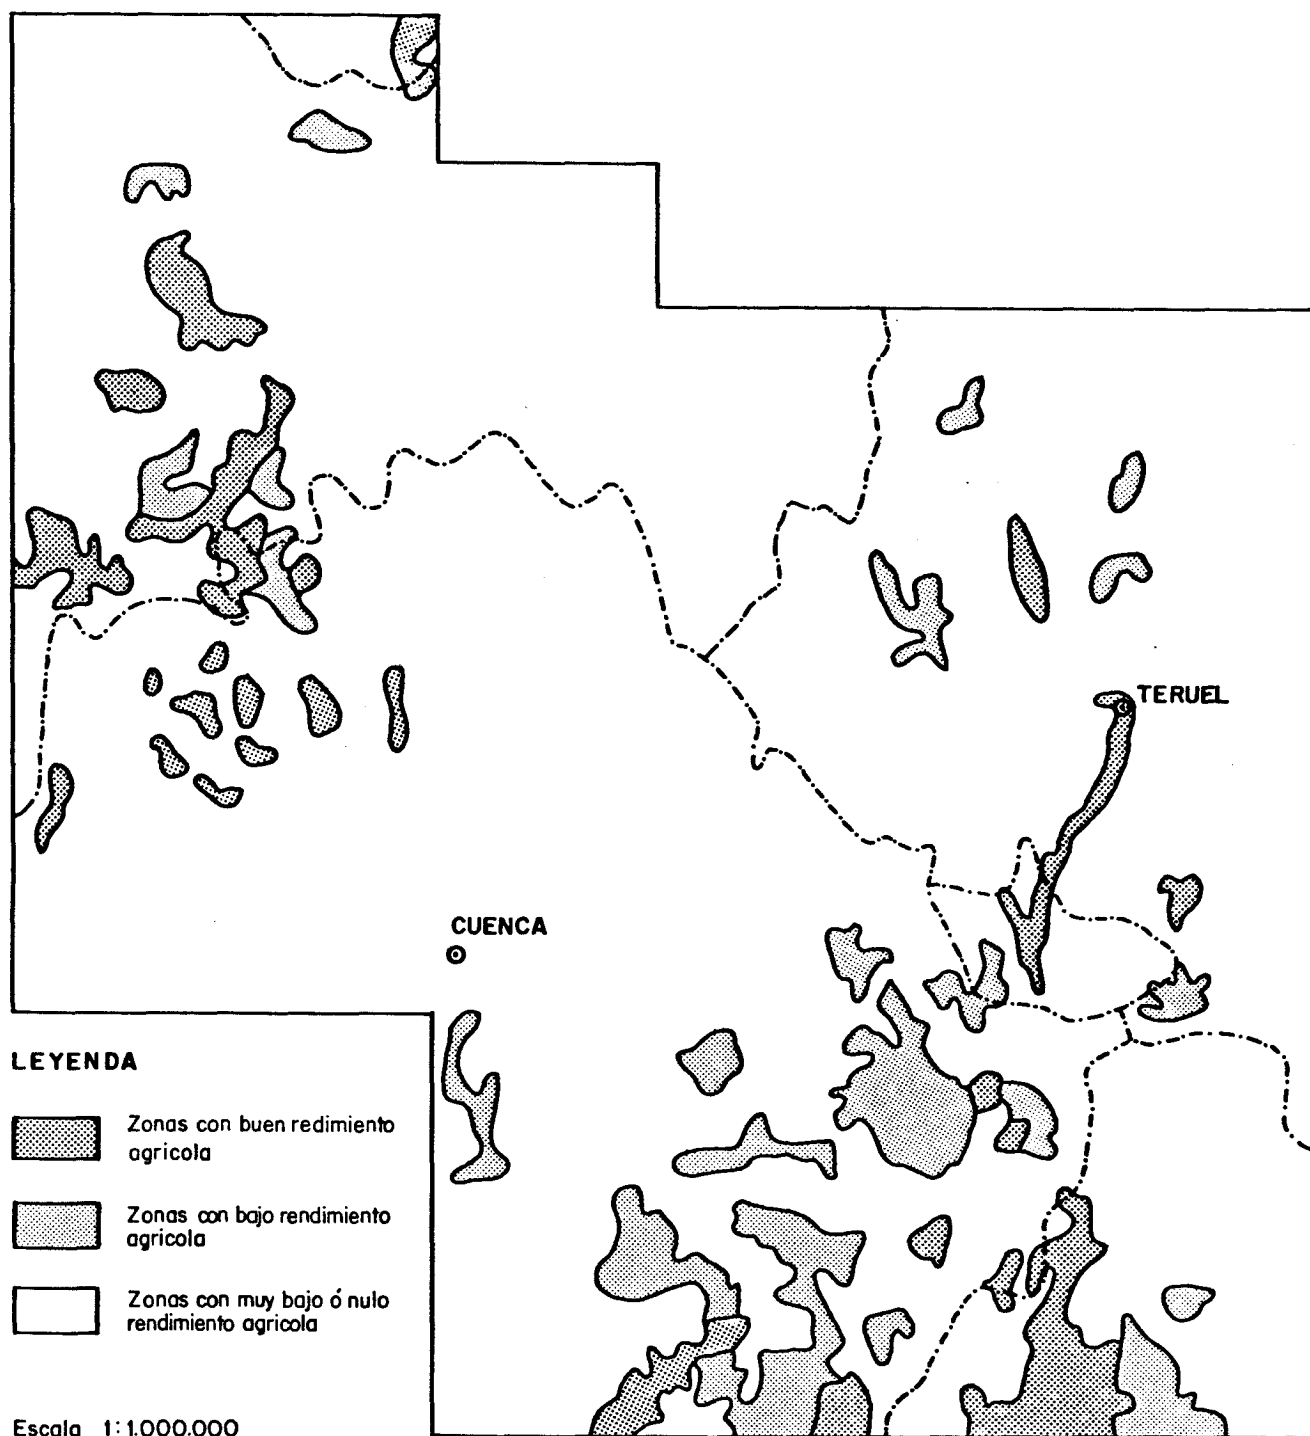 TERUEL
CUENCA
LEYENDA
Zonas con buen redimiento
agricola
Zonas con bajo rendimiento
agricola
Zonas con muy bajo ó nulo
rendimiento agricola
Escala 1:1.000.000